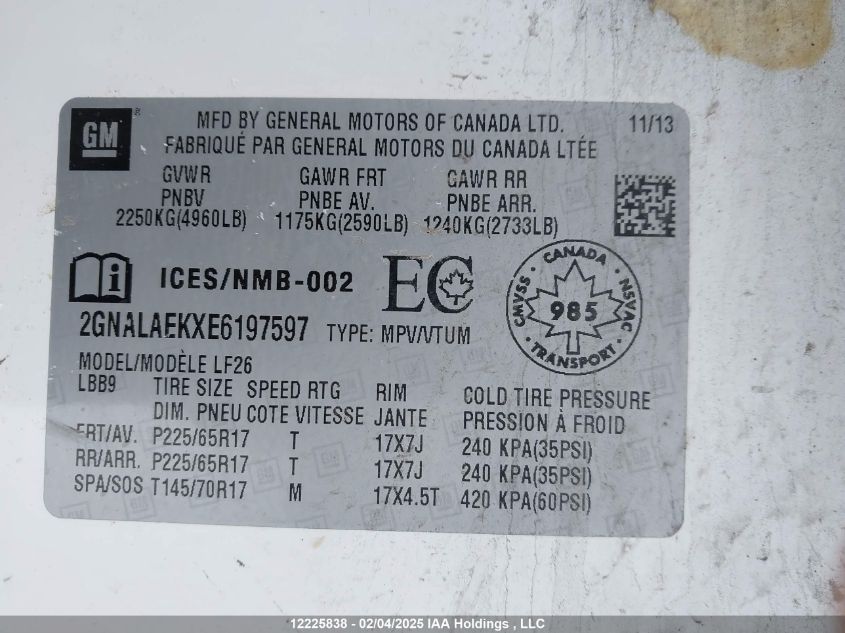 GM
MFD BY GENERAL MOTORS OF CANADA LTD. 11/13
FABRIQUÉ PAR GENERAL MOTORS DU CANADA LTÉE
GVWR GAWR FRT GAWR RR
PNBV PNBE AV. PNBE ARR.
2250KG(4960LB) 1175KG(2590LB) 1240KG(2733LB)
i ICES/NMB-002 EC
CANADA
CMVSS · NSVAC
985
TRANSPORT
2GNALAEKXE6197597 TYPE: MPV/VTUM
MODEL/MODÈLE LF26
LBB9 TIRE SIZE SPEED RTG RIM COLD TIRE PRESSURE
DIM. PNEU COTE VITESSE JANTE PRESSION À FROID
FRT/AV. P225/65R17 T 17X7J 240 KPA(35PSI)
RR/ARR. P225/65R17 T 17X7J 240 KPA(35PSI)
SPA/SOS T145/70R17 M 17X4.5T 420 KPA(60PSI)
12225838 - 02/04/2025 IAA Holdings , LLC